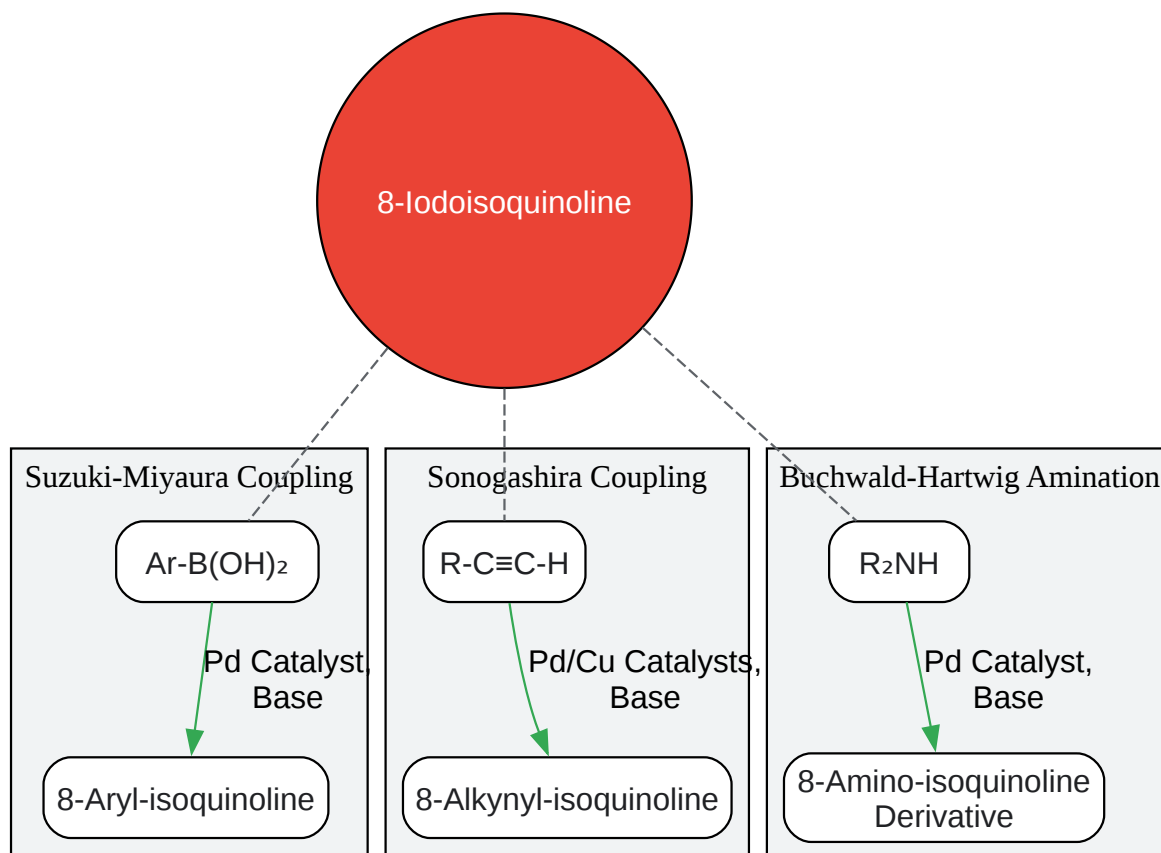 8-Iodoisoquinoline
Suzuki-Miyaura Coupling
Ar-B(OH)₂
Pd Catalyst,
Base
8-Aryl-isoquinoline
Sonogashira Coupling
R-C≡C-H
Pd/Cu Catalysts,
Base
8-Alkynyl-isoquinoline
Buchwald-Hartwig Amination
R₂NH
Pd Catalyst,
Base
8-Amino-isoquinoline
Derivative